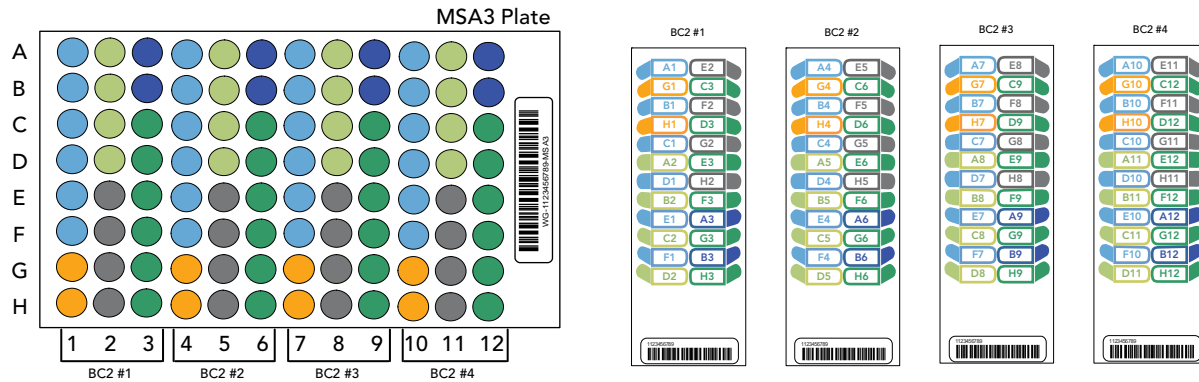 MSA3 Plate
A
B
C
D
E
F
G
H
1 2 3 4 5 6 7 8 9 10 11 12
BC2 #1 BC2 #2 BC2 #3 BC2 #4
WG-1123456789-MSA3
BC2 #1
A1 E2
G1 C3
B1 F2
H1 D3
C1 G2
A2 E3
D1 H2
B2 F3
E1 A3
C2 G3
F1 B3
D2 H3
1123456789
BC2 #2
A4 E5
G4 C6
B4 F5
H4 D6
C4 G5
A5 E6
D4 H5
B5 F6
E4 A6
C5 G6
F4 B6
D5 H6
1123456789
BC2 #3
A7 E8
G7 C9
B7 F8
H7 D9
C7 G8
A8 E9
D7 H8
B8 F9
E7 A9
C8 G9
F7 B9
D8 H9
1123456789
BC2 #4
A10 E11
G10 C12
B10 F11
H10 D12
C10 G11
A11 E12
D10 H11
B11 F12
E10 A12
C11 G12
F10 B12
D11 H12
1123456789